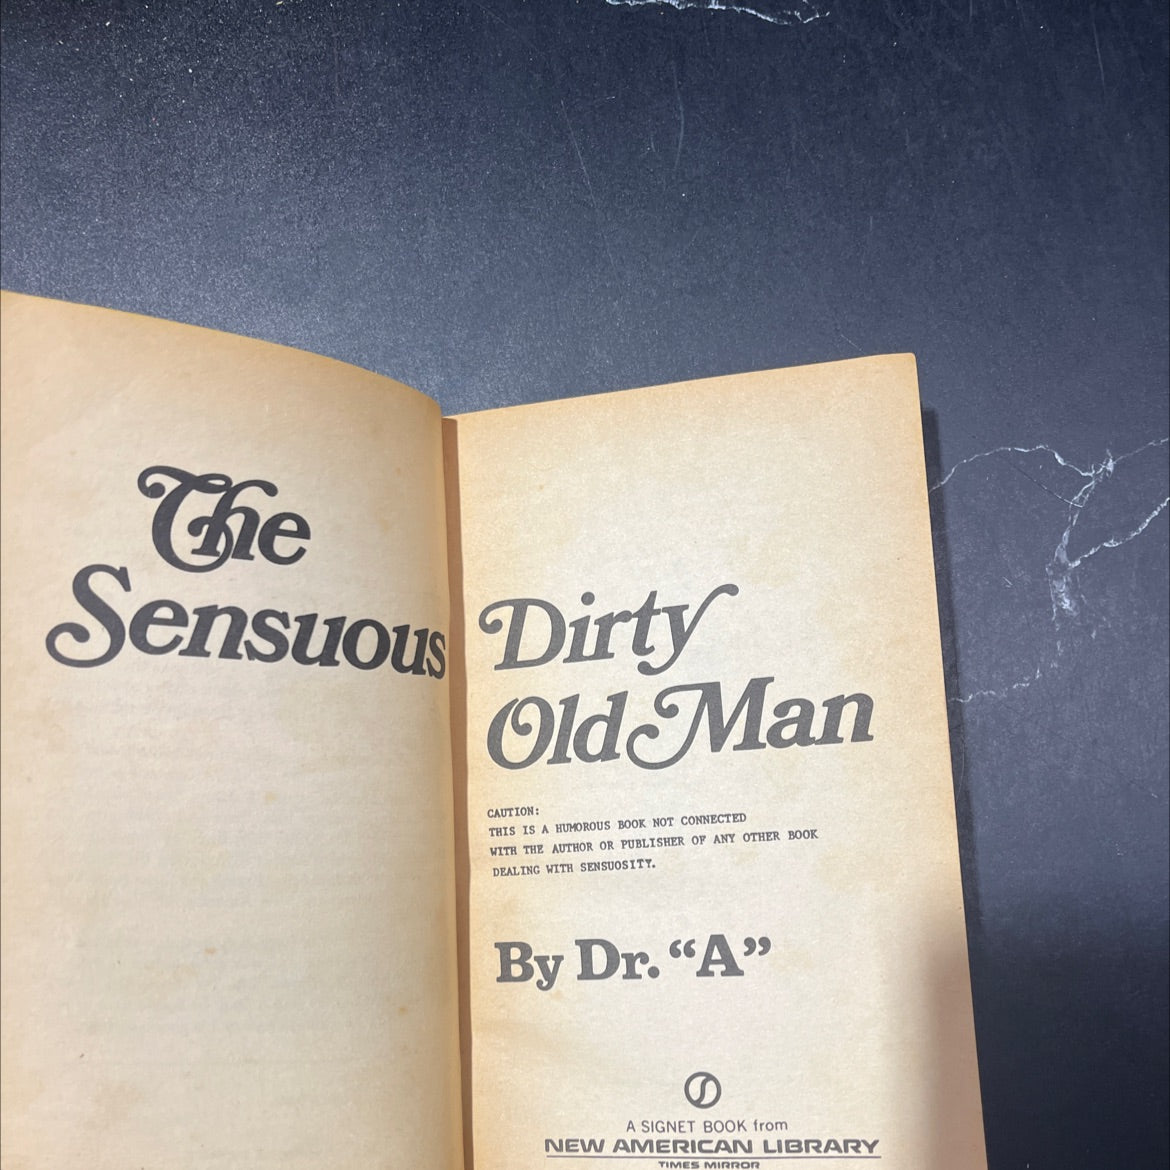 The
Sensuous
Dirty
Old Man
CAUTION:
THIS IS A HUMOROUS BOOK NOT CONNECTED
WITH THE AUTHOR OR PUBLISHER OF ANY OTHER BOOK
DEALING WITH SENSUOSITY.
By Dr. “A”
A SIGNET BOOK from
NEW AMERICAN LIBRARY
TIMES MIRROR